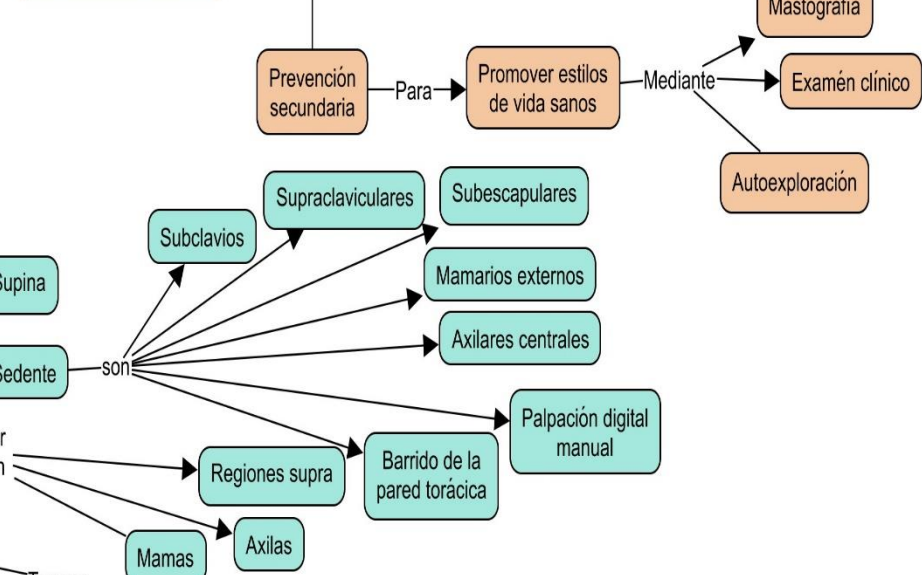 Mastografía
Prevención
secundaria
Para
Promover estilos
de vida sanos
Mediante
Examén clínico
Autoexploración
Supraclaviculares
Subescapulares
Subclavios
Supina
Mamarios externos
Axilares centrales
Sedente
son
Palpación digital
manual
Barrido de la
pared torácica
Regiones supra
Axilas
Mamas